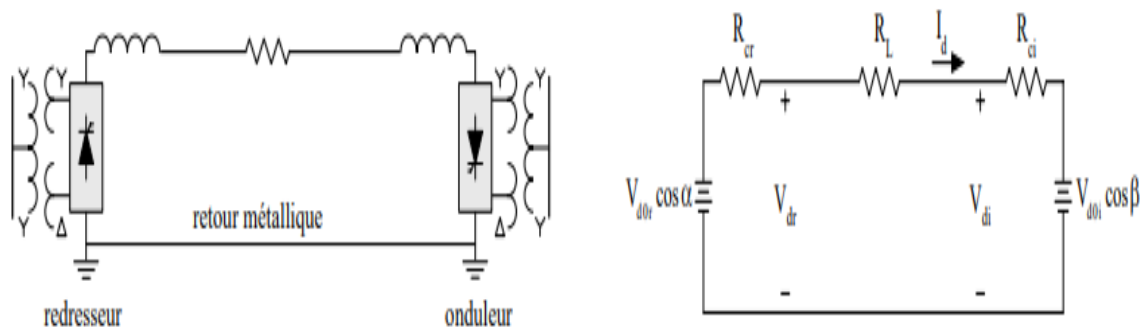 Y Y Y Y
Y Δ Δ Y
retour métallique
redresseur
onduleur
R_cr R_L I_d R_ci
+ +
V_d0r cos α V_dr V_di V_d0i cos β
- -